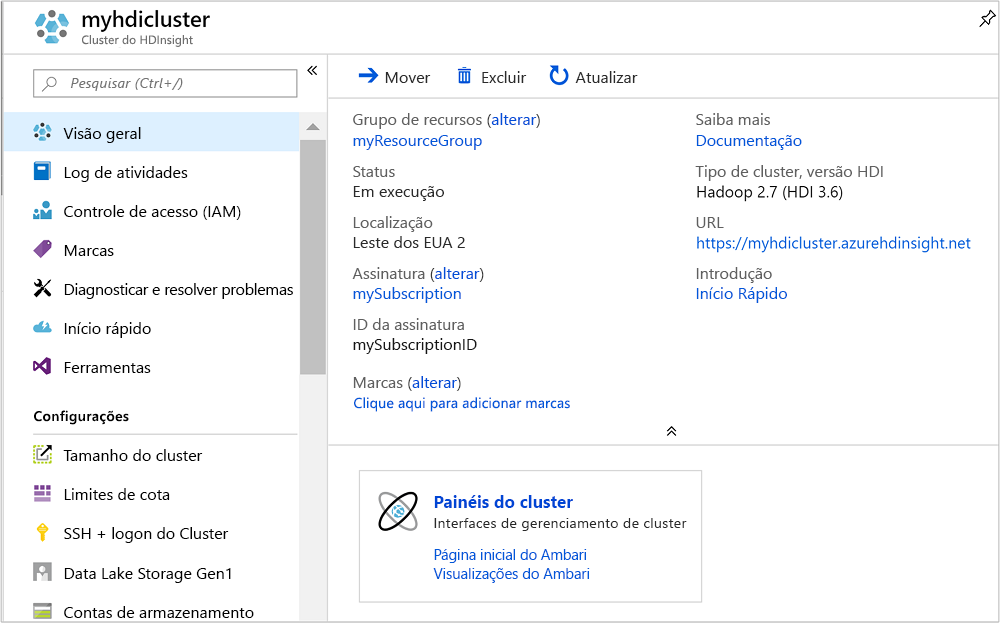 myhdicluster
Cluster do HDInsight
Pesquisar (Ctrl+/)
Visão geral
Log de atividades
Controle de acesso (IAM)
Marcas
Diagnosticar e resolver problemas
Início rápido
Ferramentas
Configurações
Tamanho do cluster
Limites de cota
SSH + logon do Cluster
Data Lake Storage Gen1
Contas de armazenamento
Mover
Excluir
Atualizar
Grupo de recursos (alterar)
myResourceGroup
Status
Em execução
Localização
Leste dos EUA 2
Assinatura (alterar)
mySubscription
ID da assinatura
mySubscriptionID
Marcas (alterar)
Clique aqui para adicionar marcas
Saiba mais
Documentação
Tipo de cluster, versão HDI
Hadoop 2.7 (HDI 3.6)
URL
https://myhdicluster.azurehdinsight.net
Introdução
Início Rápido
Painéis do cluster
Interfaces de gerenciamento de cluster
Página inicial do Ambari
Visualizações do Ambari